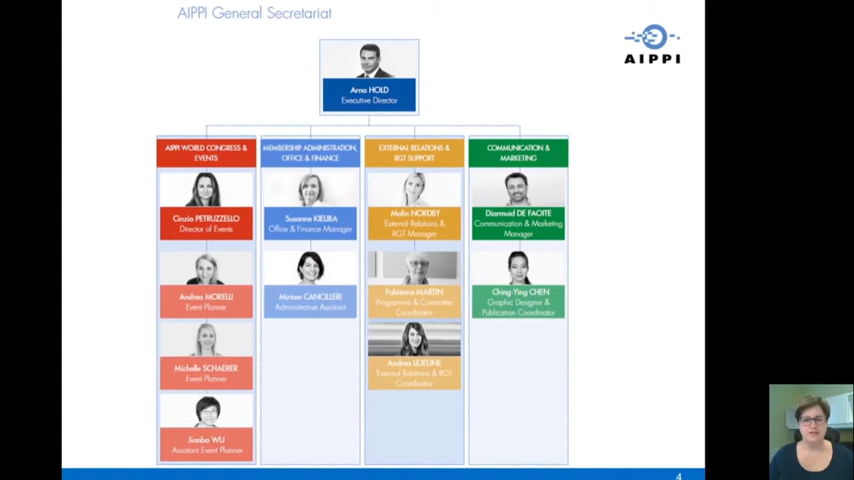 AIPPI General Secretariat
AIPPI
Arno HOLD
Executive Director
AIPPI WORLD CONGRESS &
EVENTS
Cinzia PETRUZZELLO
Director of Events
Andrea MORELLI
Event Planner
Michelle SCHAERER
Event Planner
Jianbo WU
Assistant Event Planner
MEMBERSHIP ADMINISTRATION,
OFFICE & FINANCE
Susanne KIELIBA
Office & Finance Manager
Miriam CANCILLERI
Administrative Assistant
EXTERNAL RELATIONS &
RGT SUPPORT
Malin NORDBY
External Relations &
RGT Manager
Fabienne MARTIN
Programme & Committee
Coordinator
Andrea LEJEUNE
External Relations & RGT
Coordinator
COMMUNICATION &
MARKETING
Diarmuid DE FAOITE
Communication & Marketing
Manager
Ching-Ying CHEN
Graphic Designer &
Publication Coordinator
4